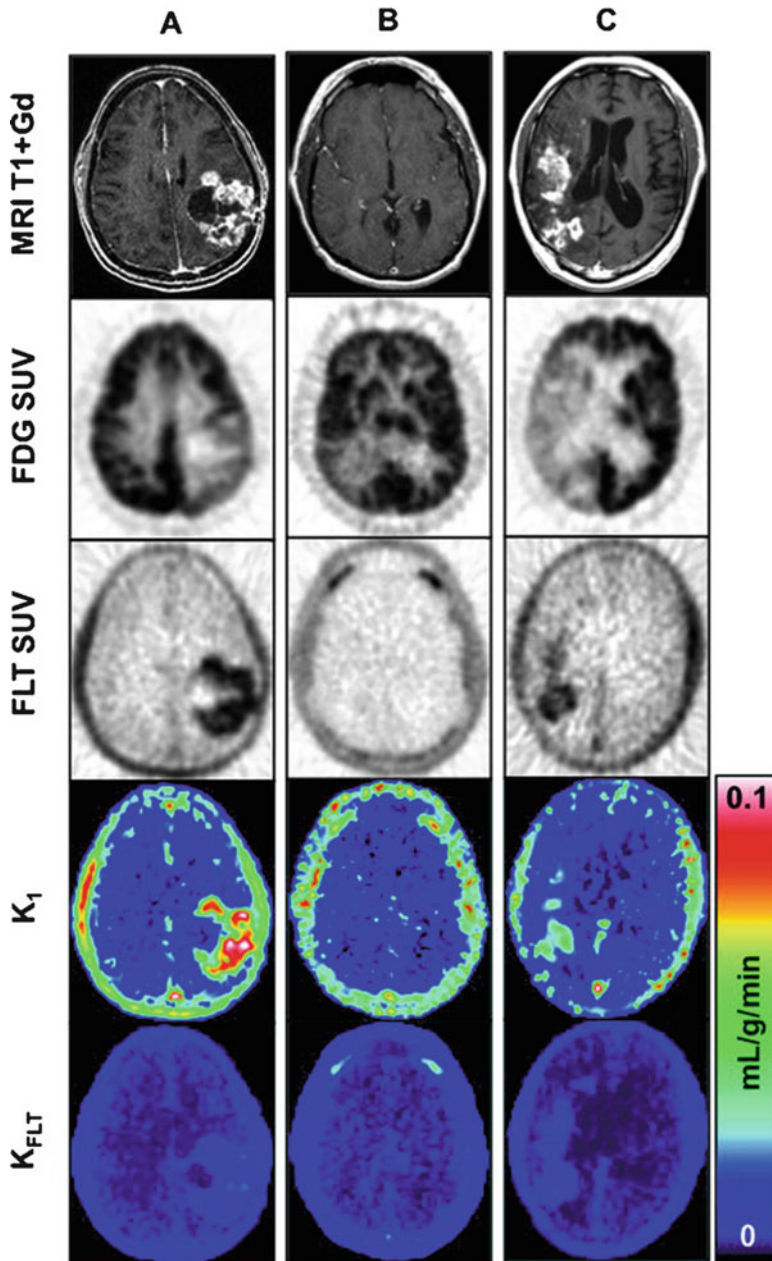 A B C
MRI T1+Gd
FDG SUV
FLT SUV
K1
KFLT
0.1
mL/g/min
0